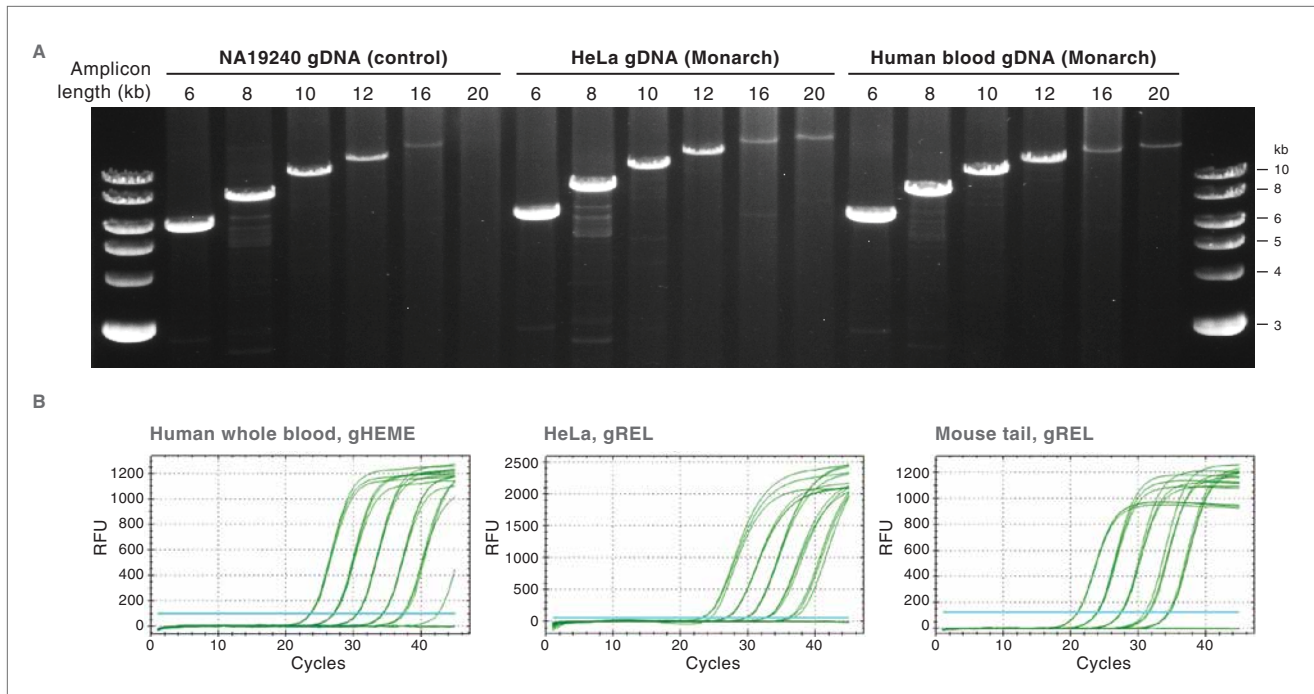 A
NA19240 gDNA (control) HeLa gDNA (Monarch) Human blood gDNA (Monarch)
Amplicon
length (kb) 6 8 10 12 16 20 6 8 10 12 16 20 6 8 10 12 16 20
kb
10
8
6
5
4
3
B
Human whole blood, gHEME
1200
1000
800
600
400
200
0
RFU
0 10 20 30 40
Cycles
HeLa, gREL
2500
2000
1500
1000
500
0
RFU
0 10 20 30 40
Cycles
Mouse tail, gREL
1200
1000
800
600
400
200
0
RFU
0 10 20 30 40
Cycles